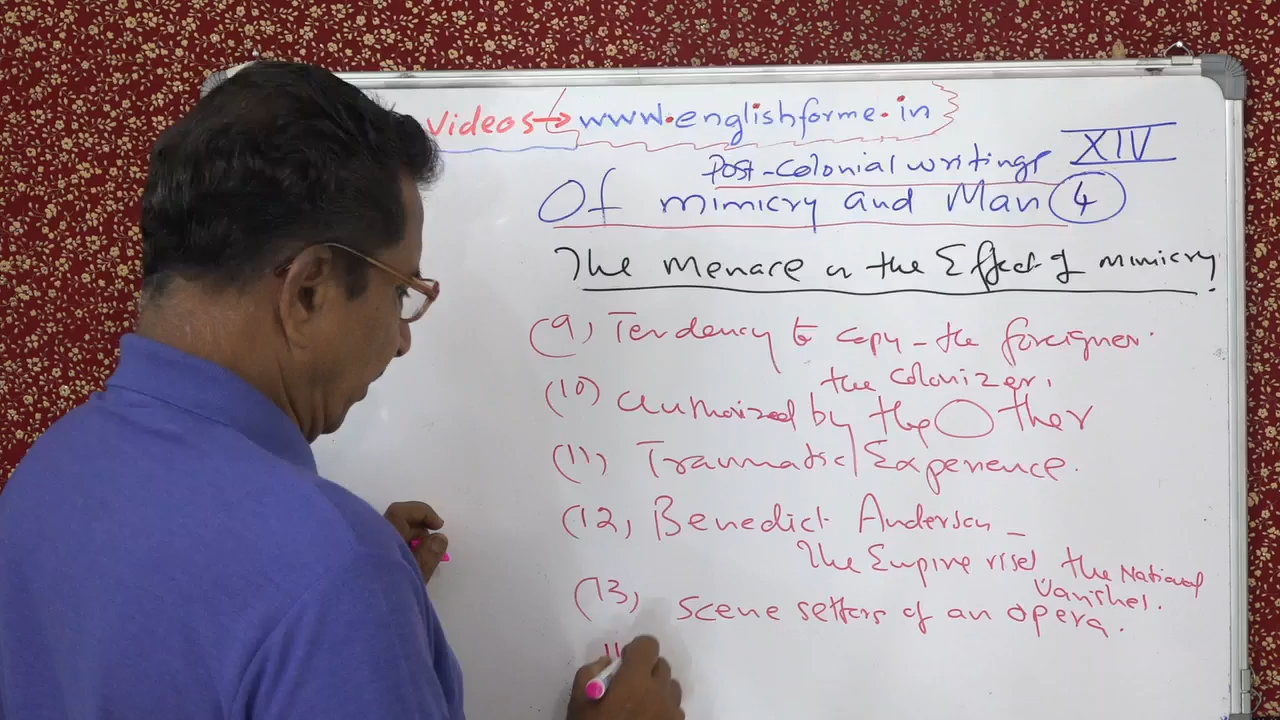 Videos → www.englishforme.in
Post-Colonial writings XIV
Of mimicry and Man 4
The Menace is the Effect of mimicry.
(9) Tendency to copy - the foreigner.
the Colonizer,
(10) Authorized by the Other
(11) Traumatic Experience.
(12) Benedict Anderson -
The Empire rises the National
Vanishes.
(13) Scene setters of an opera.